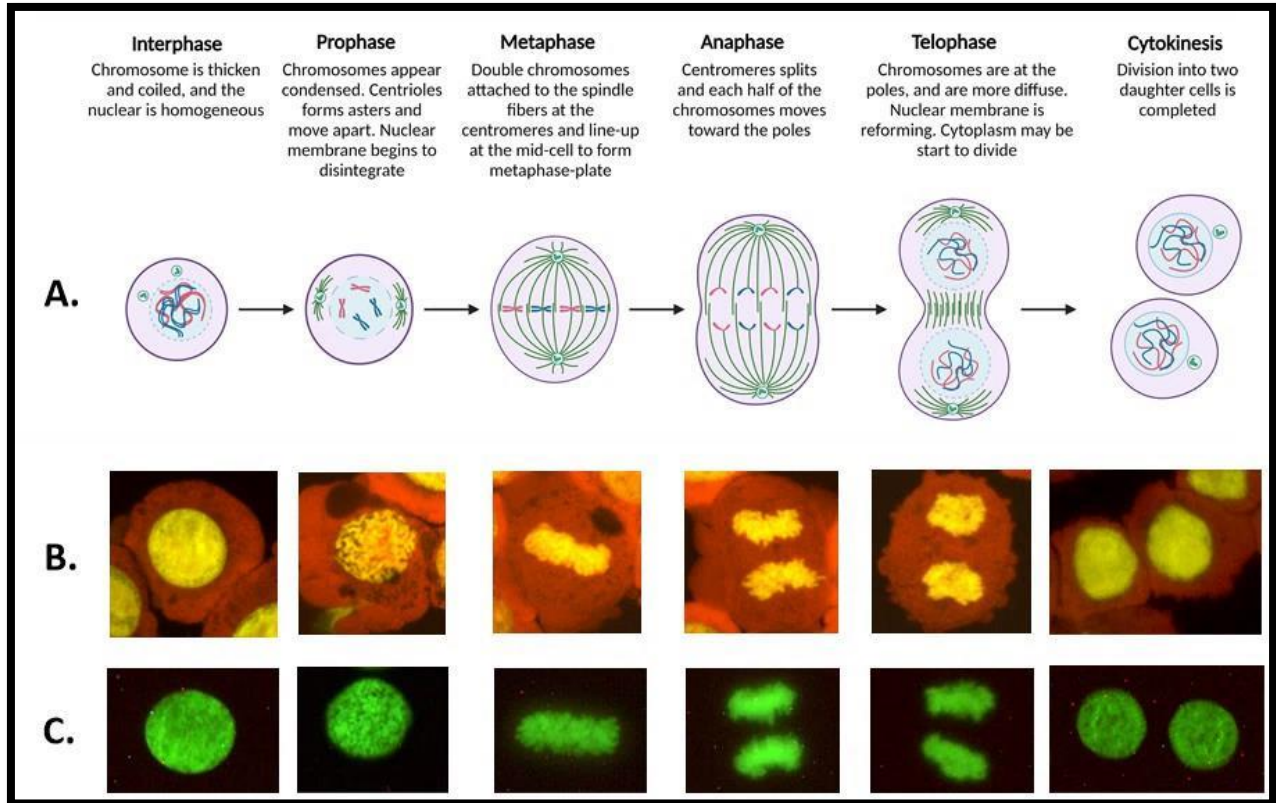 Interphase
Chromosome is thicken
and coiled, and the
nuclear is homogeneous
Prophase
Chromosomes appear
condensed. Centrioles
forms asters and
move apart. Nuclear
membrane begins to
disintegrate
Metaphase
Double chromosomes
attached to the spindle
fibers at the
centromeres and line-up
at the mid-cell to form
metaphase-plate
Anaphase
Centromeres splits
and each half of the
chromosomes moves
toward the poles
Telophase
Chromosomes are at the
poles, and are more diffuse.
Nuclear membrane is
reforming. Cytoplasm may be
start to divide
Cytokinesis
Division into two
daughter cells is
completed
A.
B.
C.